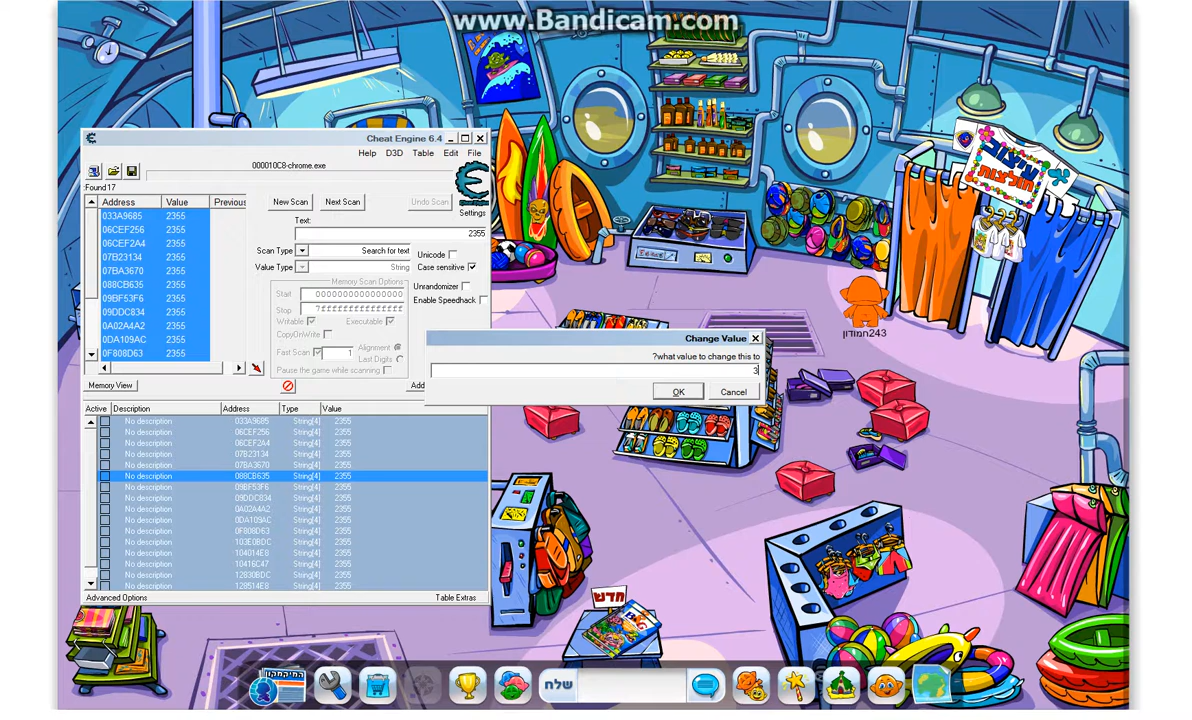 www.Bandicam.com
Cheat Engine 6.4
Help D3D Table Edit File
000010C8-chrome.exe
Found17
Address Value Previous
033A9685 2355
06CEF256 2355
06CEF2A4 2355
07B23134 2355
07BA3670 2355
088CB635 2355
09BF53F6 2355
09DDC834 2355
0A02A4A2 2355
0DA109AC 2355
0F808D63 2355
New Scan Next Scan Undo Scan
Settings
Text:
2355
Scan Type Search for text
Value Type String
Unicode
Case sensitive
Unrandomizer
Enable Speedhack
Memory Scan Options
Start 0000000000000000
Stop 7fffffffffffffff
Writable Executable
CopyOnWrite
Fast Scan 1 Alignment
Last Digits
Pause the game while scanning
Memory View
Add
Change Value
?what value to change this to
3
OK Cancel
Active Description Address Type Value
No description 033A9685 String[4] 2355
No description 06CEF256 String[4] 2355
No description 06CEF2A4 String[4] 2355
No description 07B23134 String[4] 2355
No description 07BA3670 String[4] 2355
No description 088CB635 String[4] 2355
No description 09BF53F6 String[4] 2355
No description 09DDC834 String[4] 2355
No description 0A02A4A2 String[4] 2355
No description 0DA109AC String[4] 2355
No description 0F808D63 String[4] 2355
No description 103E0BDC String[4] 2355
No description 104014E8 String[4] 2355
No description 10416C47 String[4] 2355
No description 12830BDC String[4] 2355
No description 128514E8 String[4] 2355
Advanced Options Table Extras
עיצוב
חולצות
חמודון243
חדש
שלח